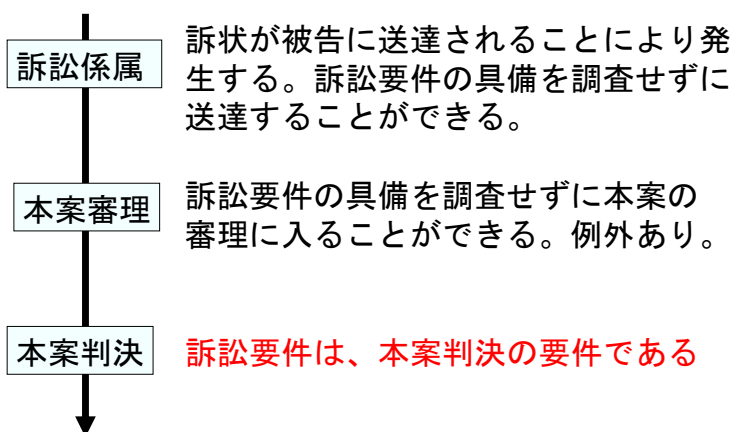 訴訟係属
訴状が被告に送達されることにより発
生する。訴訟要件の具備を調査せずに
送達することができる。
本案審理
訴訟要件の具備を調査せずに本案の
審理に入ることができる。例外あり。
本案判決
訴訟要件は、本案判決の要件である